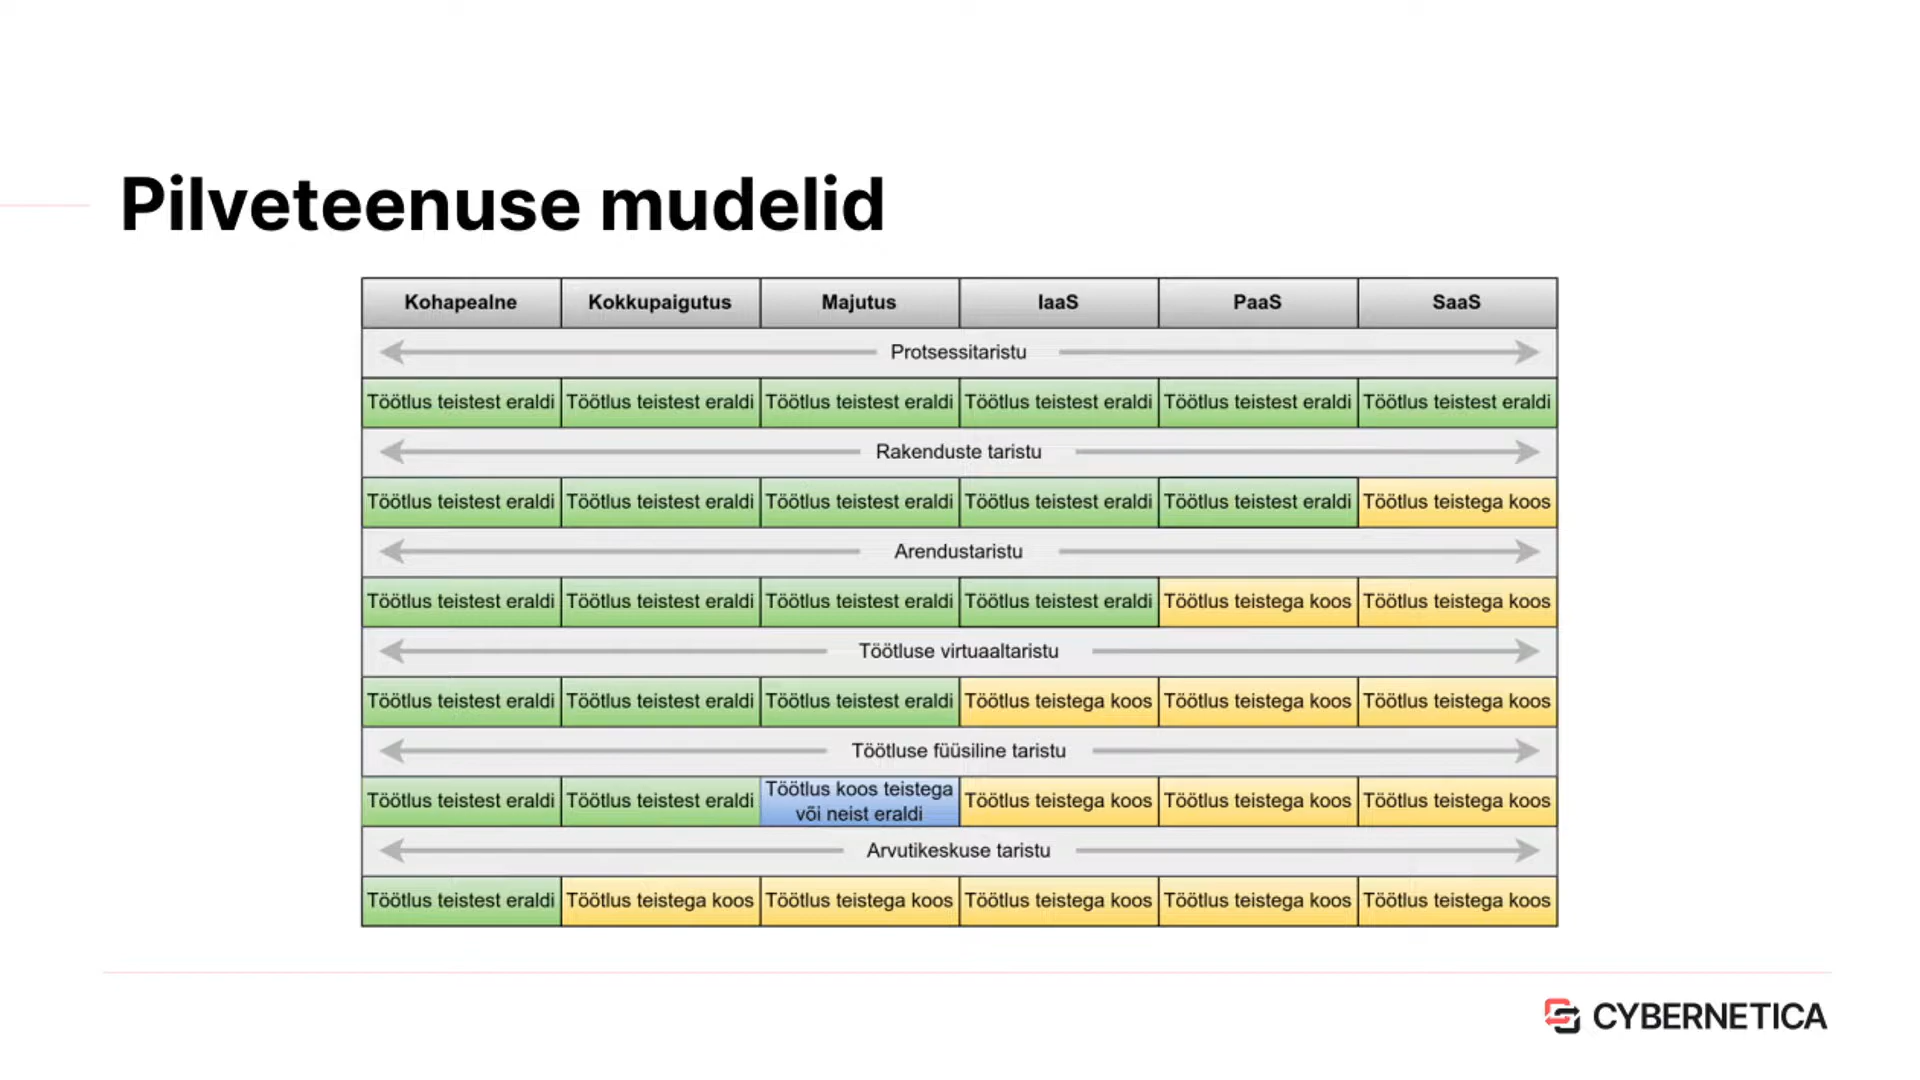 Pilveteenuse mudelid
Kohapealne Kokkupaigutus Majutus IaaS PaaS SaaS
Protsessitaristu
Töötlus teistest eraldi Töötlus teistest eraldi Töötlus teistest eraldi Töötlus teistest eraldi Töötlus teistest eraldi Töötlus teistest eraldi
Rakenduste taristu
Töötlus teistest eraldi Töötlus teistest eraldi Töötlus teistest eraldi Töötlus teistest eraldi Töötlus teistest eraldi Töötlus teistega koos
Arendustaristu
Töötlus teistest eraldi Töötlus teistest eraldi Töötlus teistest eraldi Töötlus teistest eraldi Töötlus teistega koos Töötlus teistega koos
Töötluse virtuaaltaristu
Töötlus teistest eraldi Töötlus teistest eraldi Töötlus teistest eraldi Töötlus teistega koos Töötlus teistega koos Töötlus teistega koos
Töötluse füüsiline taristu
Töötlus teistest eraldi Töötlus teistest eraldi Töötlus koos teistega või neist eraldi Töötlus teistega koos Töötlus teistega koos Töötlus teistega koos
Arvutikeskuse taristu
Töötlus teistest eraldi Töötlus teistega koos Töötlus teistega koos Töötlus teistega koos Töötlus teistega koos Töötlus teistega koos
CYBERNETICA